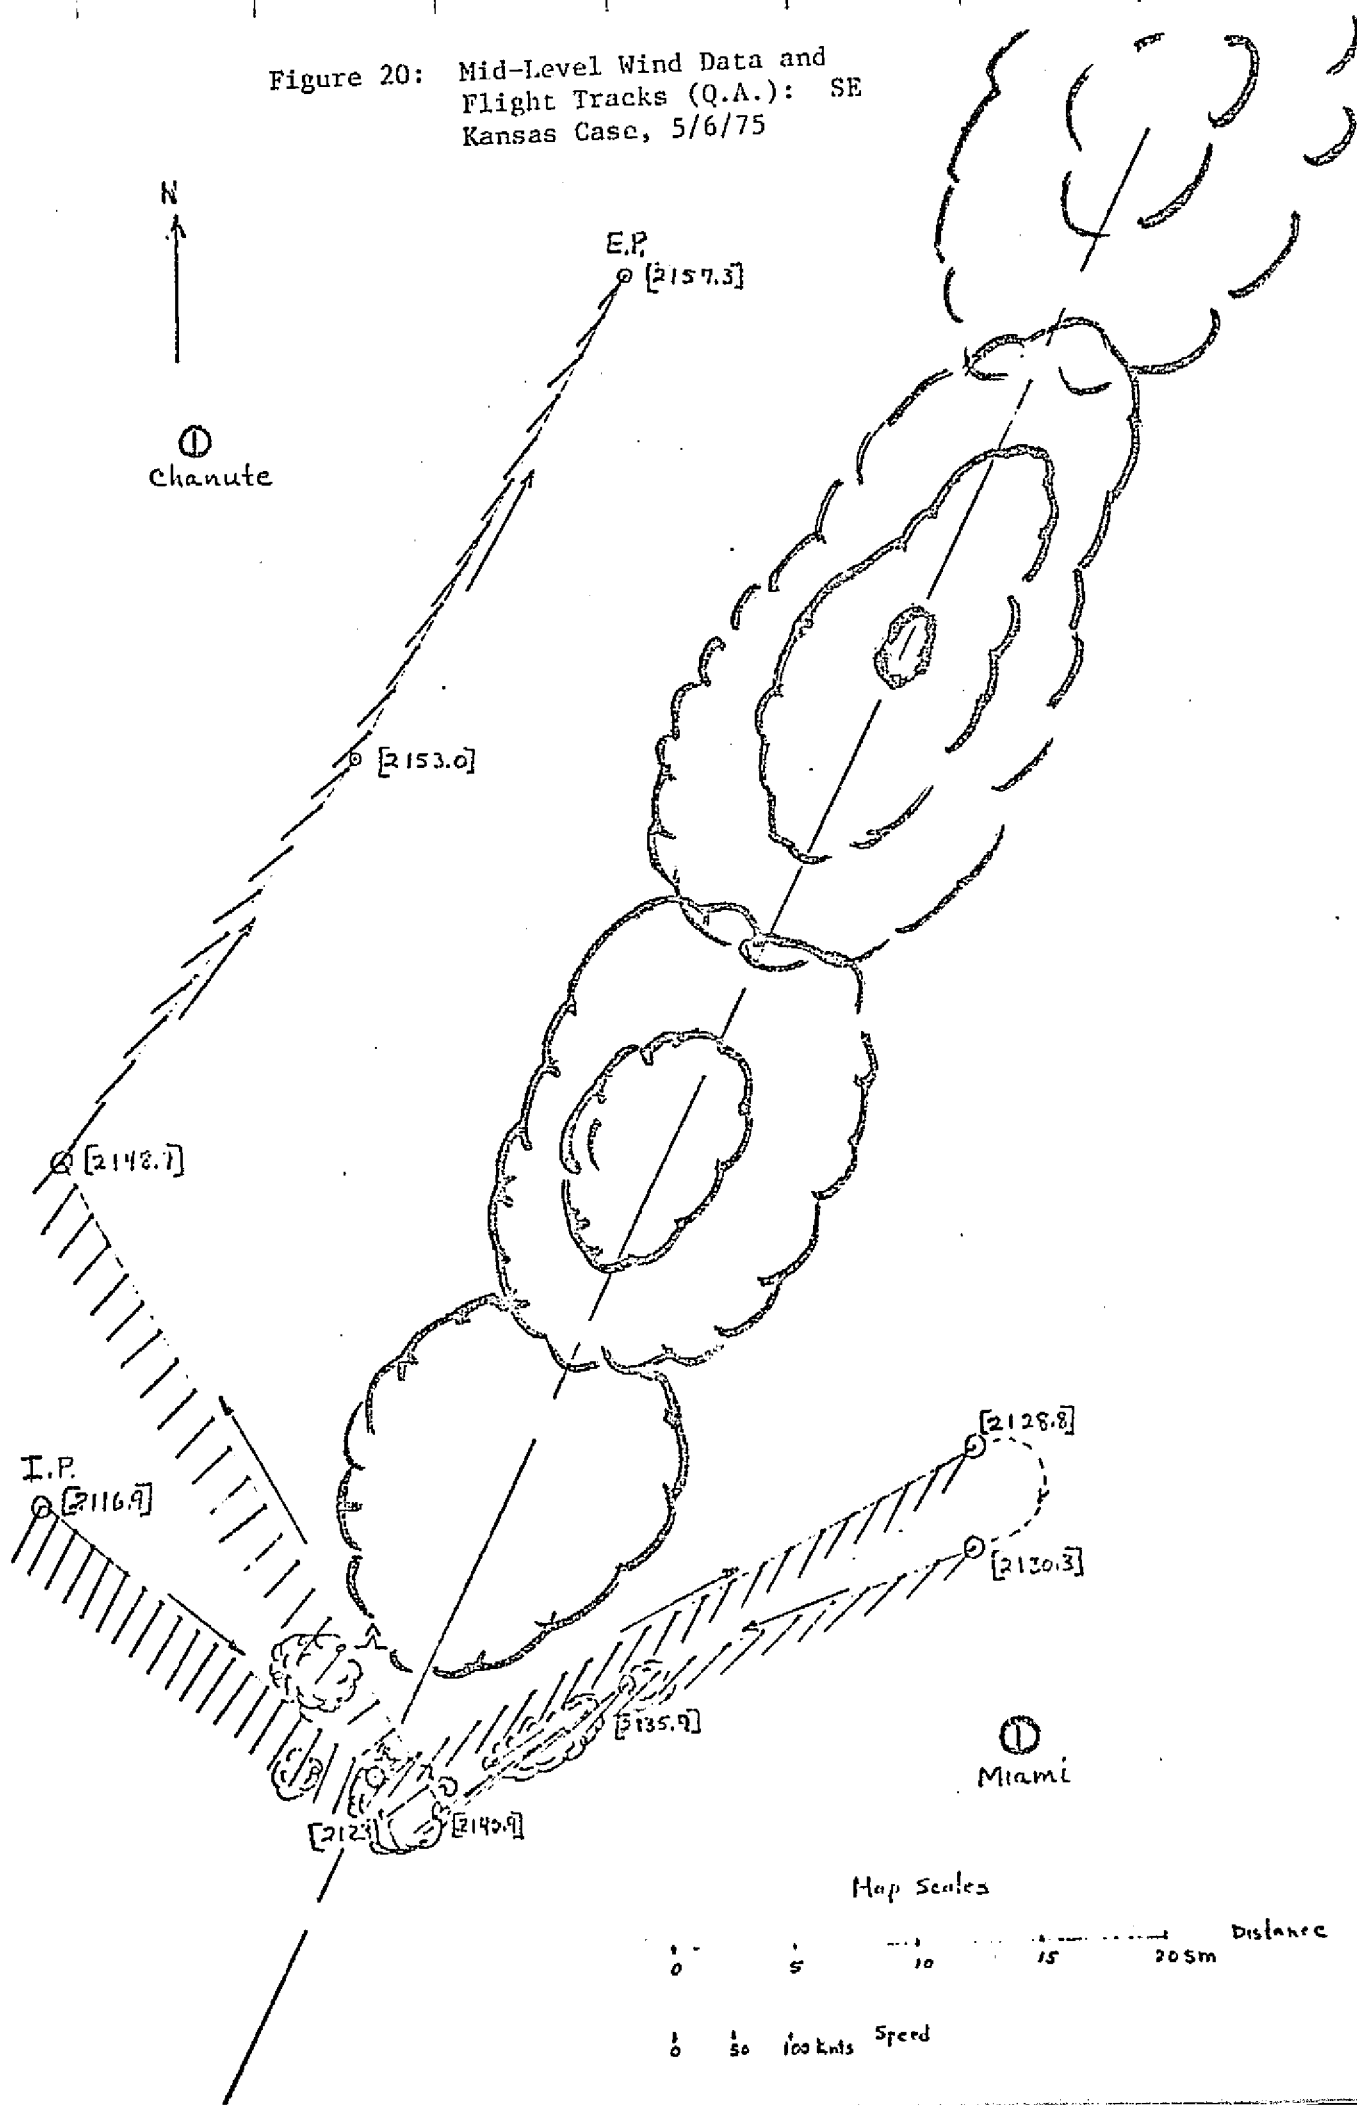 Figure 20: Mid-Level Wind Data and
Flight Tracks (Q.A.): SE
Kansas Case, 5/6/75
N
E.P.
[2157.3]
Chanute
[2153.0]
[2148.7]
[2128.8]
I.P.
[2116.9]
[2130.3]
[2135.9]
Miami
[2123
Map Scales
Distance
0 5 10 15 20 sm
0 50 100 knts Speed